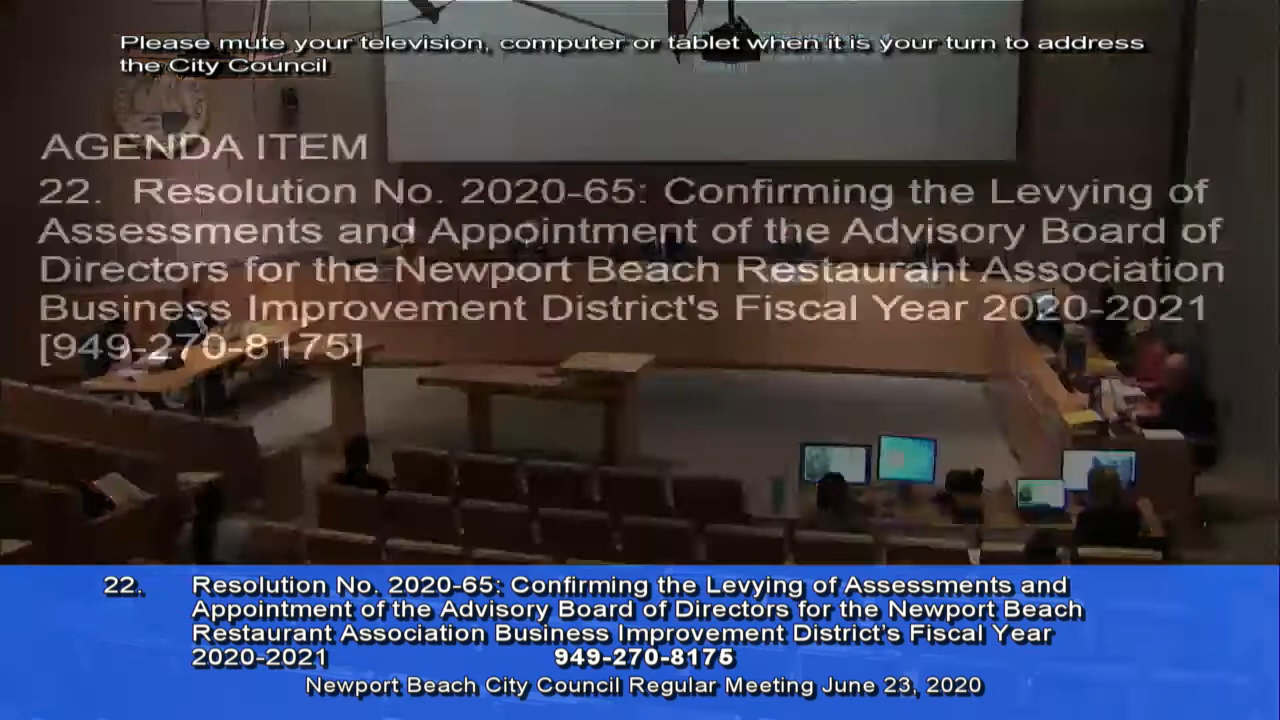 Please mute your television, computer or tablet when it is your turn to address
the City Council
AGENDA ITEM
22. Resolution No. 2020-65: Confirming the Levying of
Assessments and Appointment of the Advisory Board of
Directors for the Newport Beach Restaurant Association
Business Improvement District's Fiscal Year 2020-2021
[949-270-8175]
22. Resolution No. 2020-65: Confirming the Levying of Assessments and
Appointment of the Advisory Board of Directors for the Newport Beach
Restaurant Association Business Improvement District's Fiscal Year
2020-2021 949-270-8175
Newport Beach City Council Regular Meeting June 23, 2020